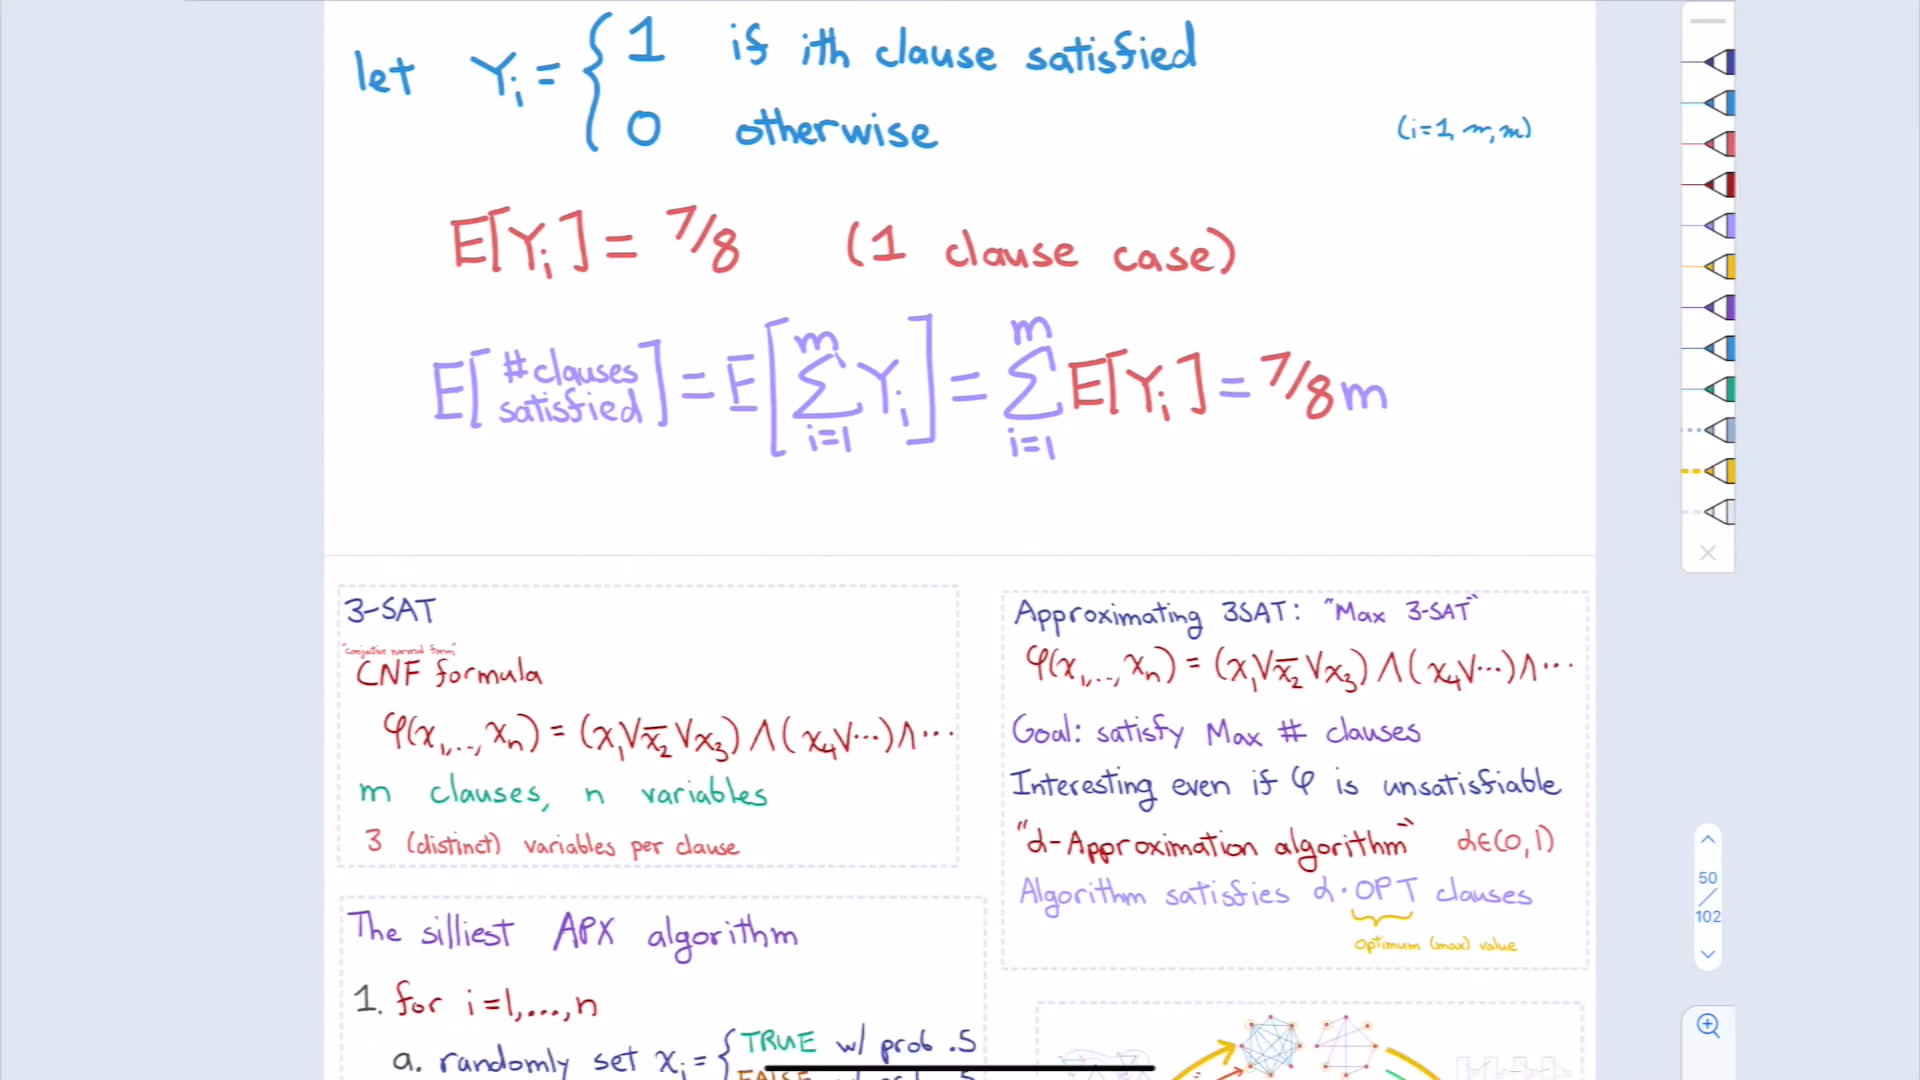 let Yᵢ = { 1 if ith clause satisfied
0 otherwise
(i=1, m, m)
E[Yᵢ] = 7/8 (1 clause case)
E[# clauses satisfied] = E[∑ᵢ₌₁ᵐ Yᵢ] = ∑ᵢ₌₁ᵐ E[Yᵢ] = 7/8 m
3-SAT
"conjunctive normal form"
CNF formula
φ(x₁,..., xₙ) = (x₁ ∨ x̄₂ ∨ x₃) ∧ (x₄ ∨ ···) ∧ ···
m clauses, n variables
3 (distinct) variables per clause
Approximating 3SAT: "Max 3-SAT"
φ(x₁,..., xₙ) = (x₁ ∨ x̄₂ ∨ x₃) ∧ (x₄ ∨ ···) ∧ ···
Goal: satisfy Max # clauses
Interesting even if φ is unsatisfiable
"α-Approximation algorithm" α∈(0,1)
Algorithm satisfies α·OPT clauses
Optimum (max) value
The silliest APX algorithm
1. for i=1,...,n
a. randomly set xᵢ = { TRUE w/ prob .5
50
/
102